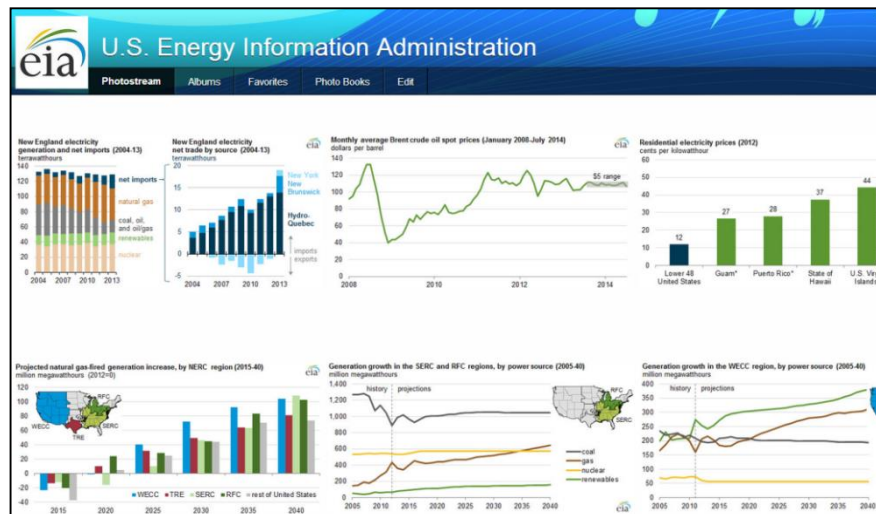 eia
U.S. Energy Information Administration
Photostream Albums Favorites Photo Books Edit
New England electricity
generation and net imports (2004-13)
terrawatthours
140
120
100
80
60
40
20
0
2004 2007 2010 2013
net imports
natural gas
coal, oil,
and oil/gas
renewables
nuclear
New England electricity
net trade by source (2004-13)
terrawatthours
20
15
10
5
0
-5
2004 2007 2010 2013
New York
New
Brunswick
Hydro-
Quebec
imports
exports
eia
Monthly average Brent crude oil spot prices (January 2008-July 2014)
dollars per barrel
140
120
100
80
60
40
20
0
2008 2010 2012 2014
$5 range
eia
Residential electricity prices (2012)
cents per kilowatthour
60
50
40
30
20
10
0
12 27 28 37 44
Lower 48
United States
Guam*
Puerto Rico*
State of
Hawaii
U.S. Virg
Islands
Projected natural gas-fired generation increase, by NERC region (2015-40)
million megawatthours (2012=0)
120
100
80
60
40
20
0
-20
-40
WECC
TRE
RFC
SERC
WECC TRE SERC RFC rest of United States
2015 2020 2025 2030 2035 2040
eia
Generation growth in the SERC and RFC regions, by power source (2005-40)
million megawatthours
1,400
1,200
1,000
800
600
400
200
0
history projections
2005 2010 2015 2020 2025 2030 2035 2040
coal
gas
nuclear
renewables
eia
Generation growth in the WECC region, by power source (2005-40)
million megawatthours
400
350
300
250
200
150
100
50
0
history projections
2005 2010 2015 2020 2025 2030 2035 2040